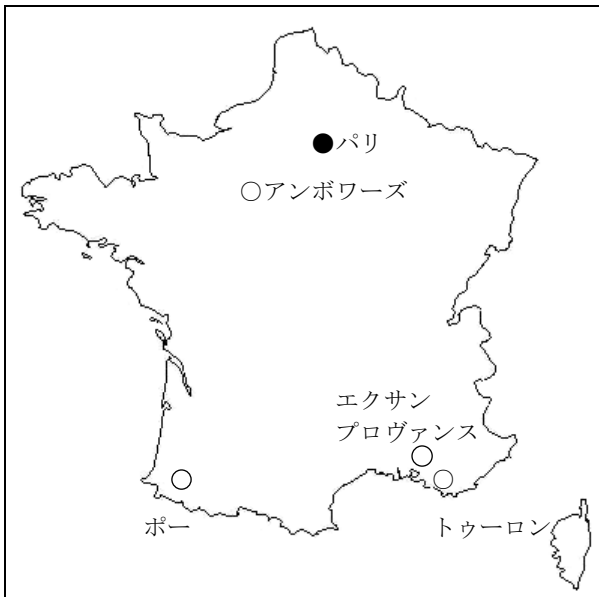 パリ
アンボワーズ
エクサン
プロヴァンス
ポー
トゥーロン